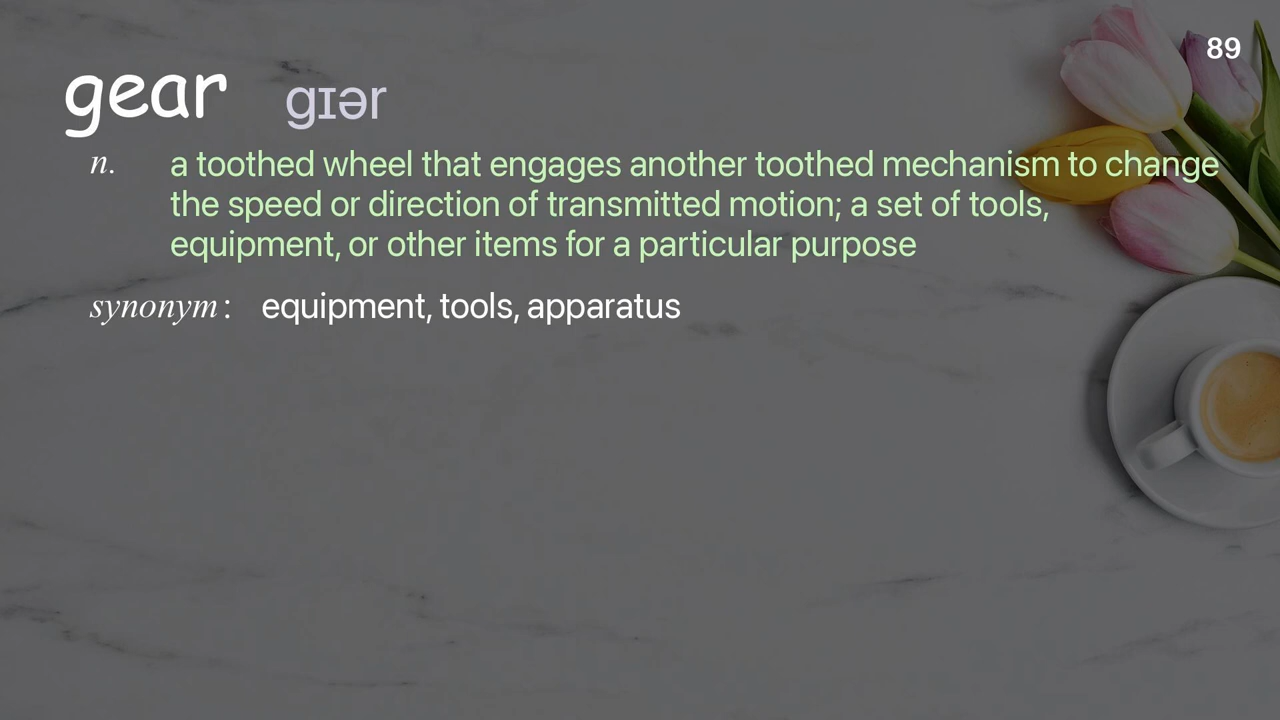 89
gear gɪər
n. a toothed wheel that engages another toothed mechanism to change
the speed or direction of transmitted motion; a set of tools,
equipment, or other items for a particular purpose
synonym: equipment, tools, apparatus